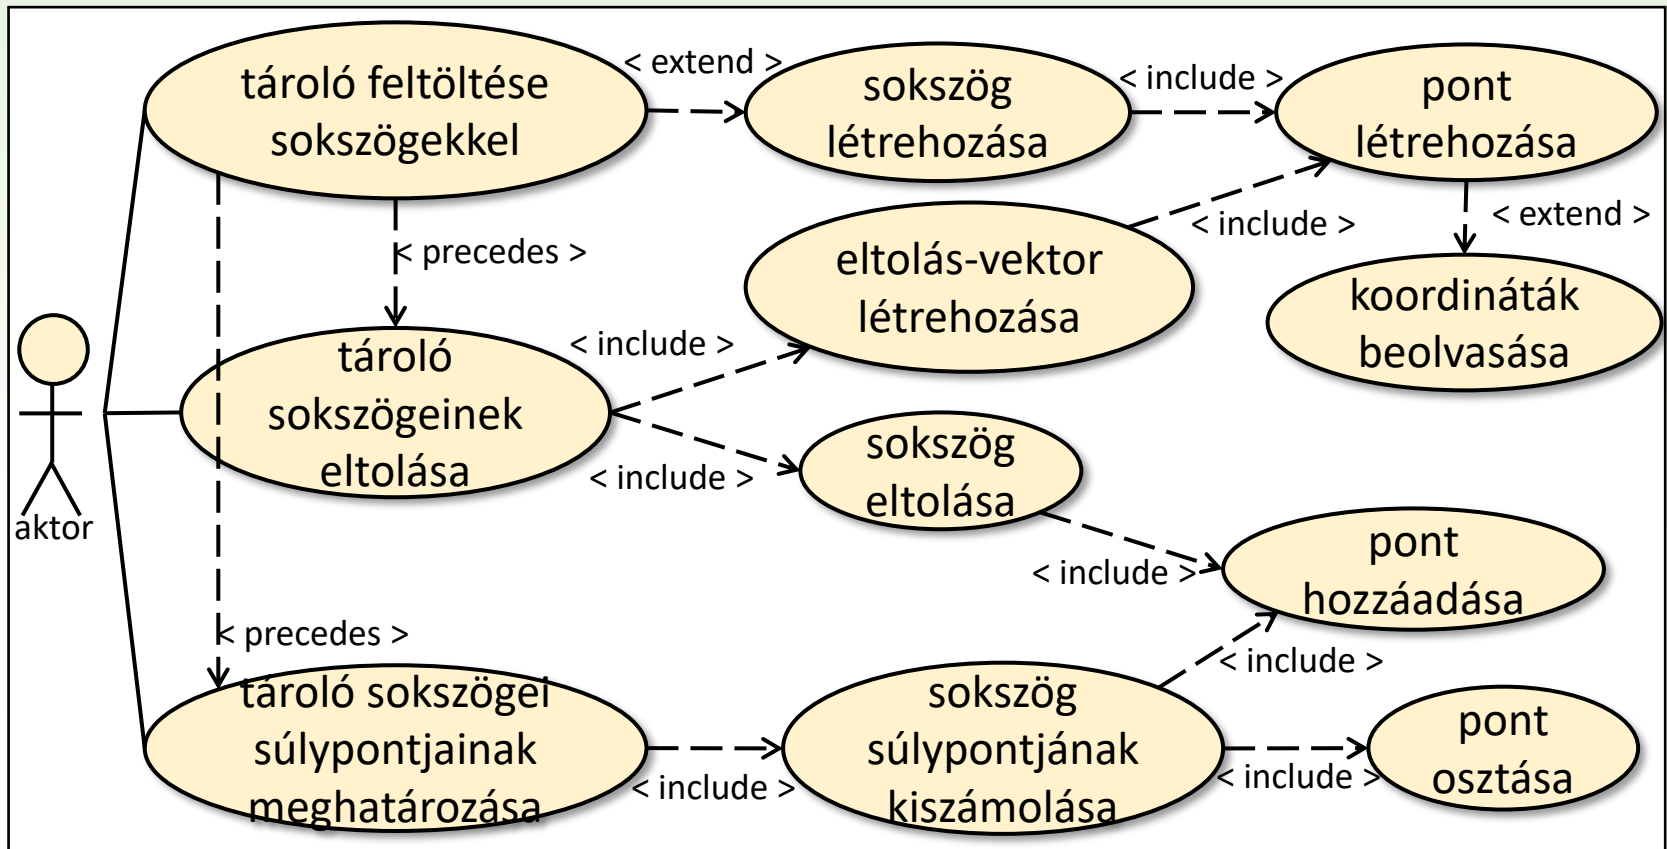 tároló feltöltése
sokszögekkel
< extend >
sokszög
létrehozása
< include >
pont
létrehozása
< precedes >
eltolás-vektor
létrehozása
< include >
< extend >
koordináták
beolvasása
tároló
sokszögeinek
eltolása
< include >
< include >
sokszög
eltolása
aktor
< include >
pont
hozzáadása
< precedes >
tároló sokszögei
súlypontjainak
meghatározása
< include >
sokszög
súlypontjának
kiszámolása
< include >
< include >
pont
osztása